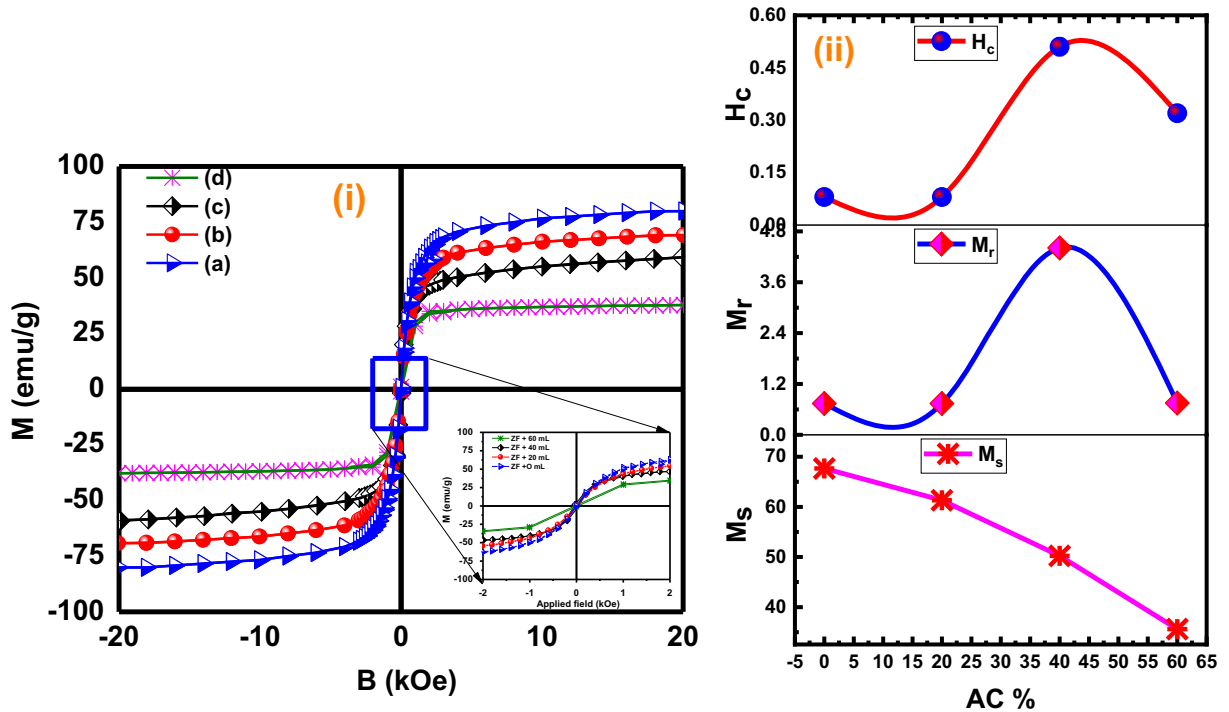 (i)
M (emu/g)
100
75
50
25
0
-25
-50
-75
-100
(d)
(c)
(b)
(a)
-20
-10
0
10
20
B (kOe)
M (emu/g)
100
75
50
25
0
-25
-50
-75
-100
ZF + 60 mL
ZF + 40 mL
ZF + 20 mL
ZF +O mL
-2
-1
0
1
2
Applied field (kOe)
(ii)
Hc
0.60
0.45
0.30
0.15
0.00
Hc
Mr
4.8
3.6
2.4
1.2
0.0
Mr
Ms
70
60
50
40
Ms
-5 0 5 10 15 20 25 30 35 40 45 50 55 60 65
AC %